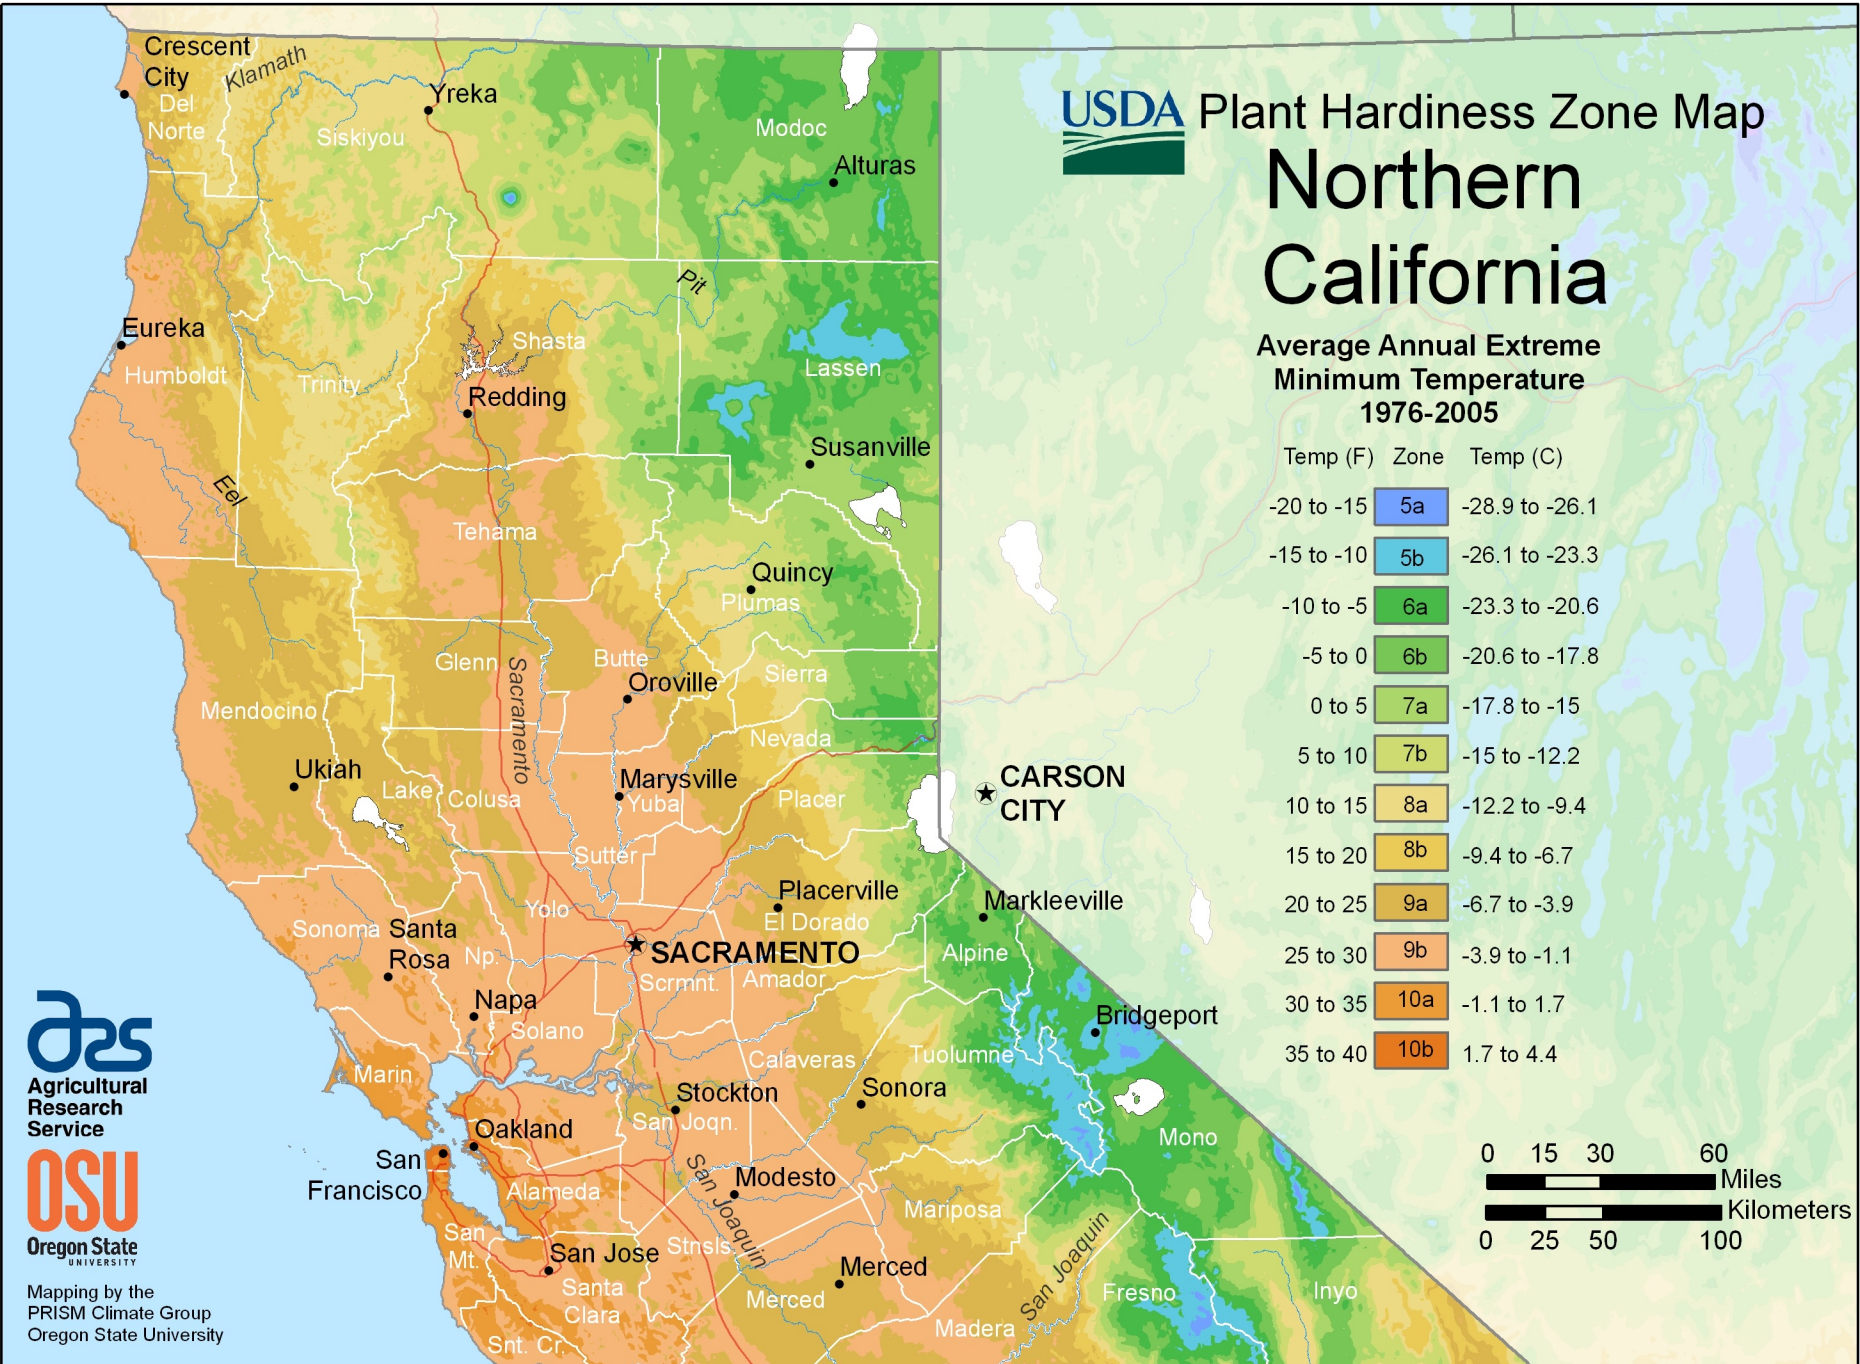 USDA Plant Hardiness Zone Map
Northern
California
Average Annual Extreme
Minimum Temperature
1976-2005
Temp (F) Zone Temp (C)
-20 to -15 5a -28.9 to -26.1
-15 to -10 5b -26.1 to -23.3
-10 to -5 6a -23.3 to -20.6
-5 to 0 6b -20.6 to -17.8
0 to 5 7a -17.8 to -15
5 to 10 7b -15 to -12.2
10 to 15 8a -12.2 to -9.4
15 to 20 8b -9.4 to -6.7
20 to 25 9a -6.7 to -3.9
25 to 30 9b -3.9 to -1.1
30 to 35 10a -1.1 to 1.7
35 to 40 10b 1.7 to 4.4
0 15 30 60
Miles
Kilometers
0 25 50 100
Crescent
City
Klamath
Del
Norte
Yreka
Siskiyou
Modoc
Alturas
Pit
Eureka
Humboldt
Trinity
Shasta
Redding
Lassen
Susanville
Eel
Tehama
Quincy
Plumas
Glenn
Sacramento
Butte
Oroville
Sierra
Mendocino
Nevada
Ukiah
Lake
Colusa
Marysville
Yuba
Placer
CARSON
CITY
Sutter
Placerville
El Dorado
Markleeville
Yolo
Sonoma
Santa
Rosa
Np.
SACRAMENTO
Scrmnt.
Amador
Alpine
Napa
Solano
Bridgeport
Marin
Calaveras
Tuolumne
Stockton
San Joqn.
Sonora
Oakland
Mono
San
Francisco
Alameda
San Joaquin
Modesto
Mariposa
San
Mt.
San Jose
Stnsls.
Santa
Clara
Merced
Merced
San Joaquin
Fresno
Inyo
Madera
Snt. Cr.
ars
Agricultural
Research
Service
OSU
Oregon State
UNIVERSITY
Mapping by the
PRISM Climate Group
Oregon State University